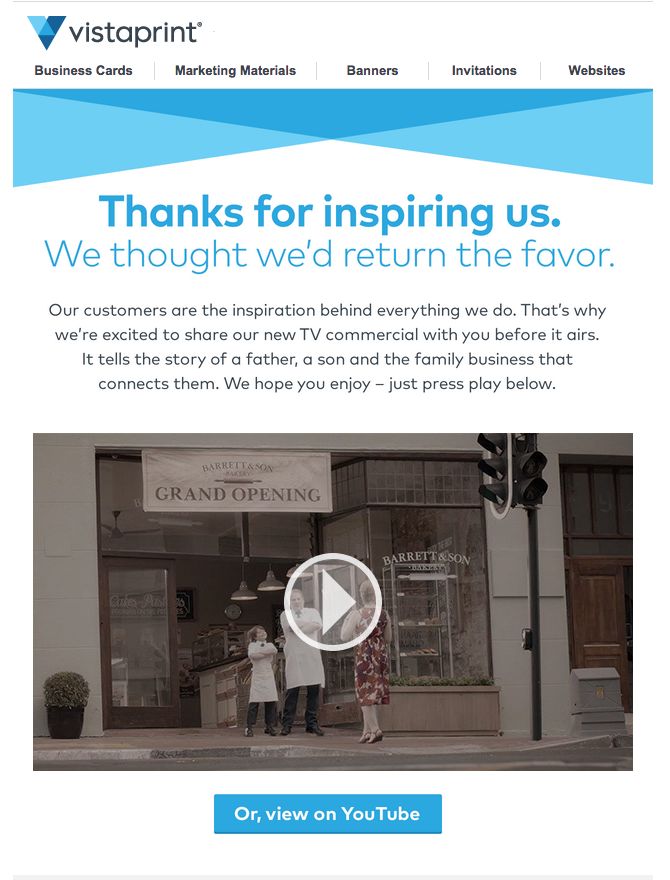 vistaprint®
Business Cards
Marketing Materials
Banners
Invitations
Websites
Thanks for inspiring us.
We thought we’d return the favor.
Our customers are the inspiration behind everything we do. That’s why
we’re excited to share our new TV commercial with you before it airs.
It tells the story of a father, a son and the family business that
connects them. We hope you enjoy – just press play below.
BARRETT & SON
BAKERY
GRAND OPENING
BARRETT & SON
BAKERY
Or, view on YouTube